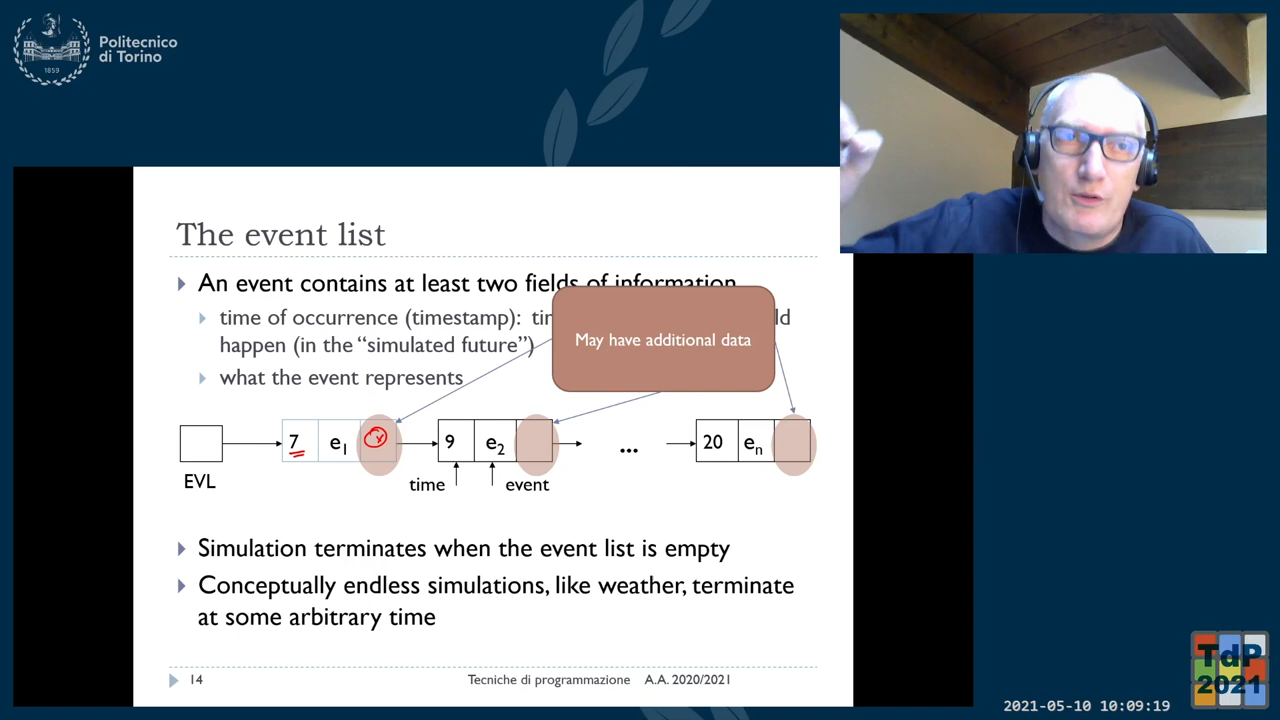 Politecnico
di Torino
1859
The event list
An event contains at least two fields of information
time of occurrence (timestamp): ld
happen (in the “simulated future”)
what the event represents
May have additional data
7 e1 9 e2 ... 20 en
EVL time event
Simulation terminates when the event list is empty
Conceptually endless simulations, like weather, terminate
at some arbitrary time
14 Tecniche di programmazione A.A. 2020/2021
TdP
2021
2021-05-10 10:09:19